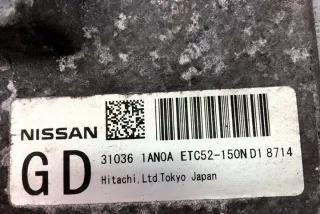 NISSAN
GD 31036 1AN0A ETC52-150N D1 8714
Hitachi,Ltd.Tokyo Japan